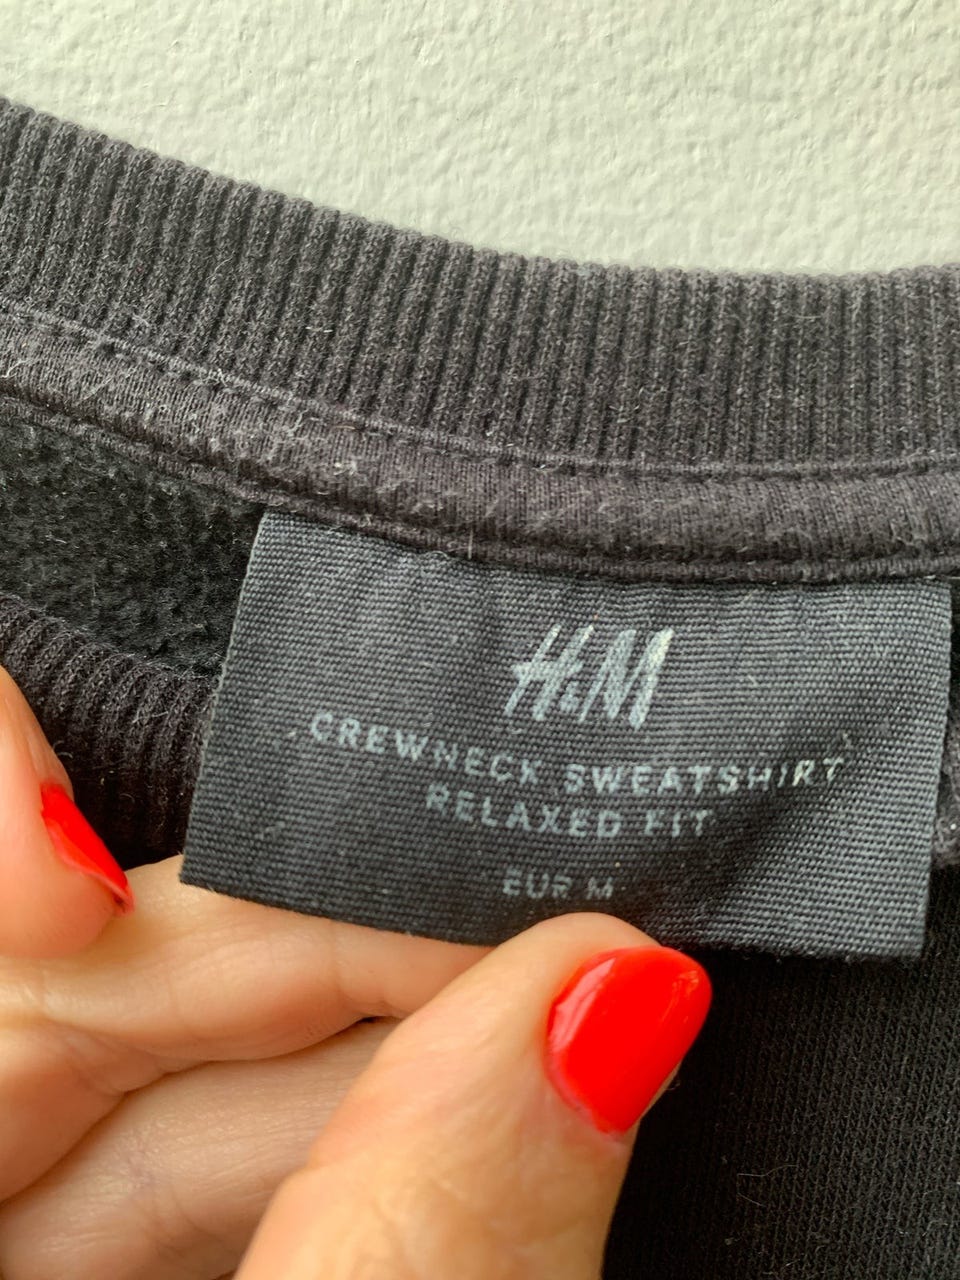 H&M
CREWNECK SWEATSHIRT
RELAXED FIT
EUR M